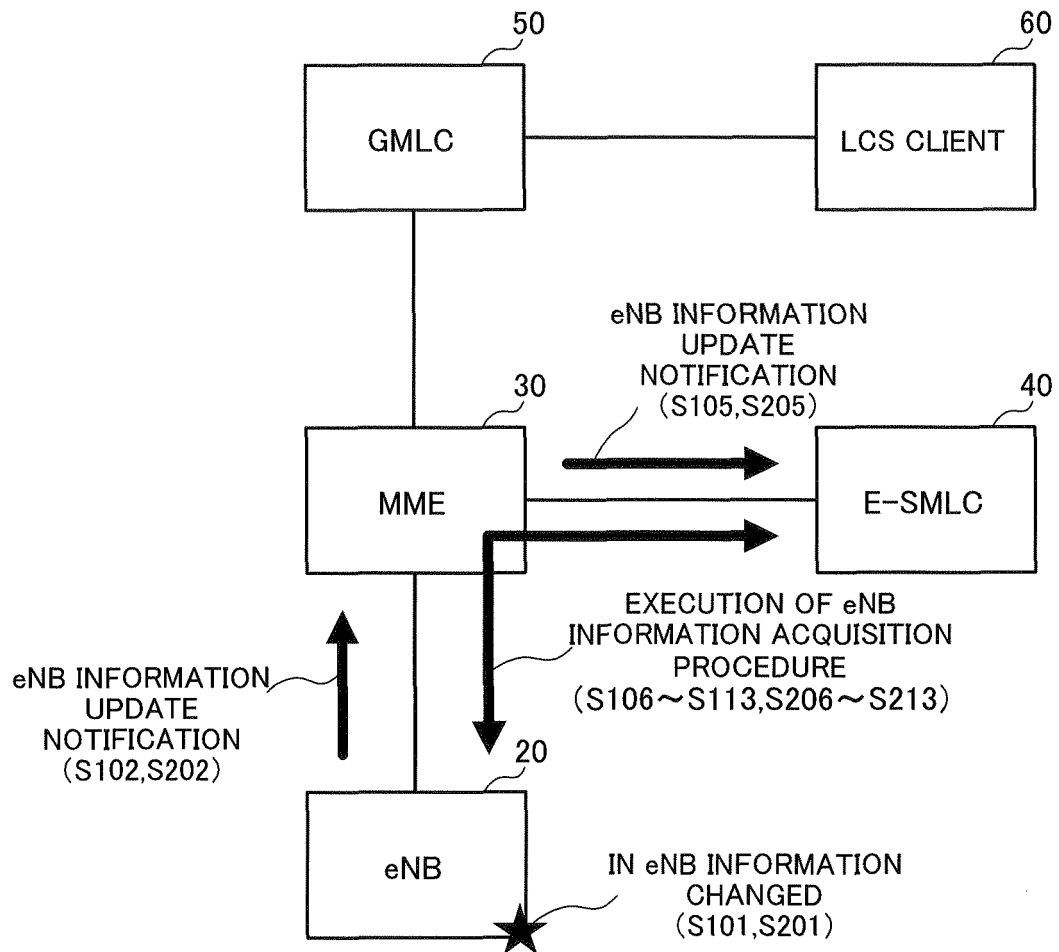 50
60
GMLC
LCS CLIENT
eNB INFORMATION
UPDATE
NOTIFICATION
(S105,S205)
30
40
MME
E-SMLC
EXECUTION OF eNB
INFORMATION ACQUISITION
PROCEDURE
(S106～S113,S206～S213)
eNB INFORMATION
UPDATE
NOTIFICATION
(S102,S202)
20
eNB
IN eNB INFORMATION
CHANGED
(S101,S201)